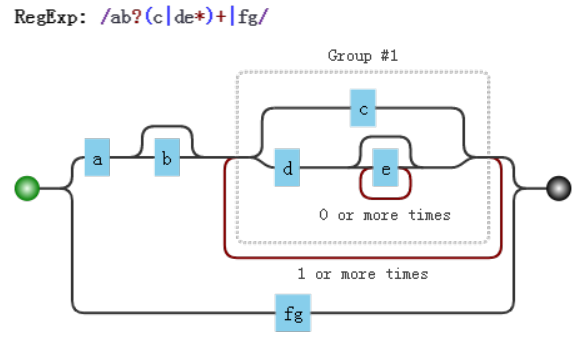 RegExp: /ab?(c|de*)+|fg/
Group #1
c
a
b
d
e
0 or more times
1 or more times
fg